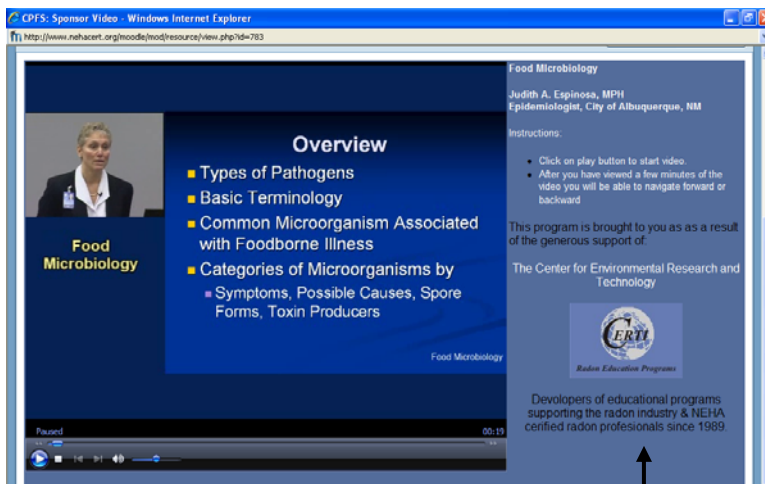 CPFS: Sponsor Video - Windows Internet Explorer
http://www.nehacert.org/moodle/mod/resource/view.php?id=783
Food Microbiology
Overview
Types of Pathogens
Basic Terminology
Common Microorganism Associated
with Foodborne Illness
Categories of Microorganisms by
Symptoms, Possible Causes, Spore
Forms, Toxin Producers
Food
Microbiology
Food Microbiology
Paused
00:19
Judith A. Espinosa, MPH
Epidemiologist, City of Albuquerque, NM
Instructions:
Click on play button to start video.
After you have viewed a few minutes of the
video you will be able to navigate forward or
backward
This program is brought to you as as a result
of the generous support of:
The Center for Environmental Research and
Technology
CERTI
Radon Education Programs
Devolopers of educational programs
supporting the radon industry & NEHA
cerified radon profesionals since 1989.